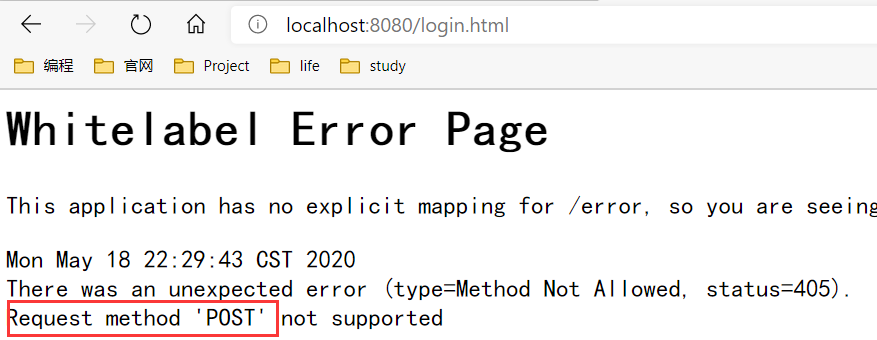 localhost:8080/login.html
编程 官网 Project life study
Whitelabel Error Page
This application has no explicit mapping for /error, so you are seeing
Mon May 18 22:29:43 CST 2020
There was an unexpected error (type=Method Not Allowed, status=405).
Request method 'POST' not supported